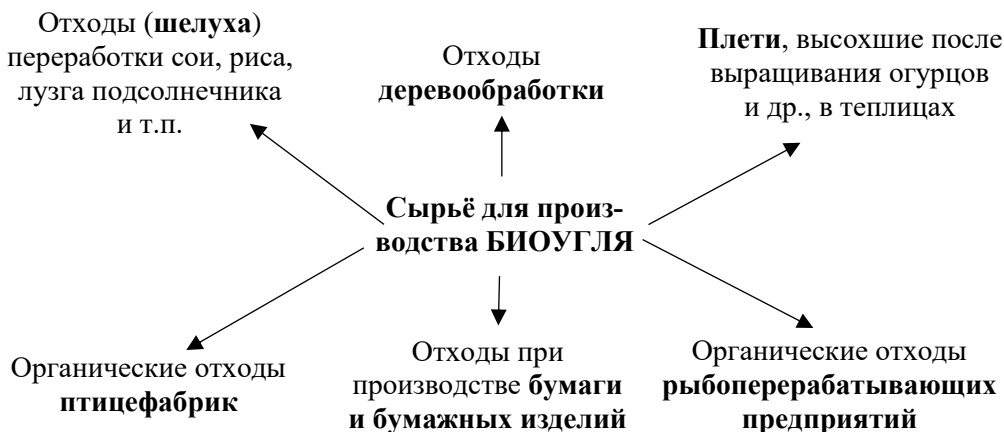 Отходы (шелуха)
переработки сои, риса,
лузга подсолнечника
и т.п.
Отходы
деревообработки
Плети, высохшие после
выращивания огурцов
и др., в теплицах
Сырьё для произ-
водства БИОУГЛЯ
Органические отходы
птицефабрик
Отходы при
производстве бумаги
и бумажных изделий
Органические отходы
рыбоперерабатывающих
предприятий